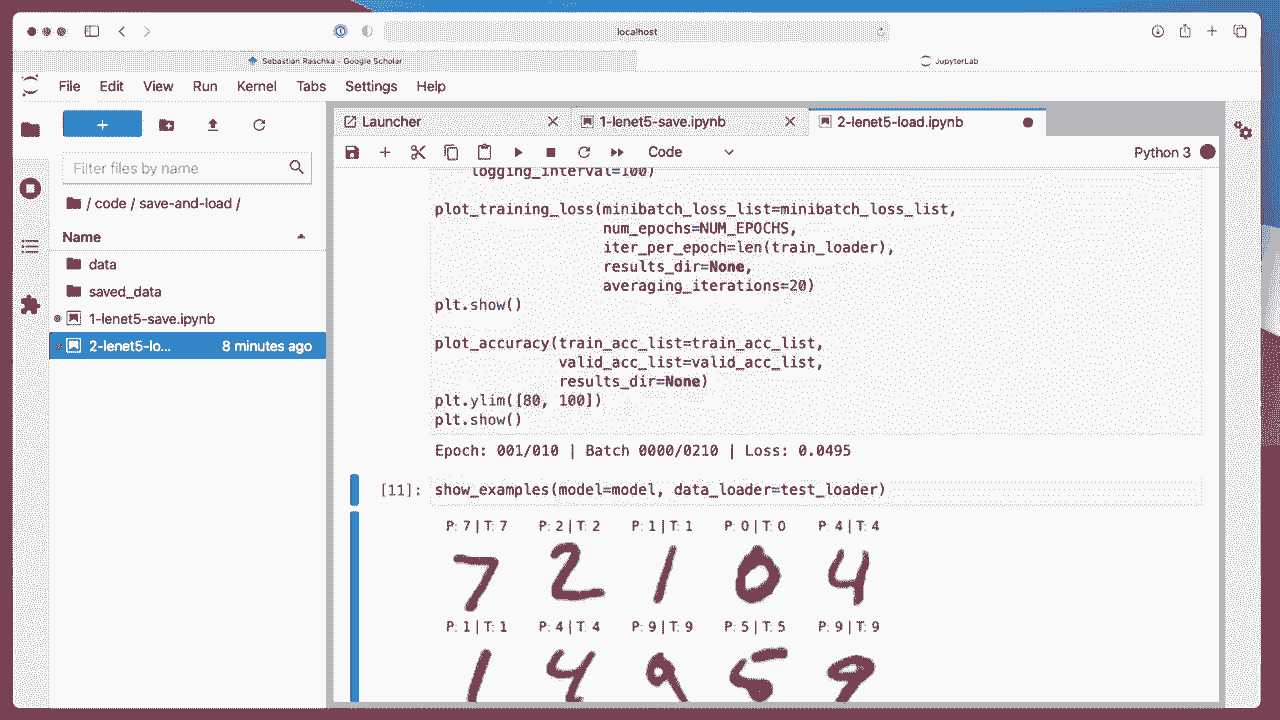 localhost
Sebastian Raschka - Google Scholar
JupyterLab
File Edit View Run Kernel Tabs Settings Help
Launcher
1-lenet5-save.ipynb
2-lenet5-load.ipynb
+
Filter files by name
/ code / save-and-load /
Name
data
saved_data
1-lenet5-save.ipynb
2-lenet5-lo... 8 minutes ago
Code
Python 3
logging_interval=100)
plot_training_loss(minibatch_loss_list=minibatch_loss_list,
num_epochs=NUM_EPOCHS,
iter_per_epoch=len(train_loader),
results_dir=None,
averaging_iterations=20)
plt.show()
plot_accuracy(train_acc_list=train_acc_list,
valid_acc_list=valid_acc_list,
results_dir=None)
plt.ylim([80, 100])
plt.show()
Epoch: 001/010 | Batch 0000/0210 | Loss: 0.0495
[11]: show_examples(model=model, data_loader=test_loader)
P: 7 | T: 7 P: 2 | T: 2 P: 1 | T: 1 P: 0 | T: 0 P: 4 | T: 4
7 2 1 0 4
P: 1 | T: 1 P: 4 | T: 4 P: 9 | T: 9 P: 5 | T: 5 P: 9 | T: 9
1 4 9 5 9